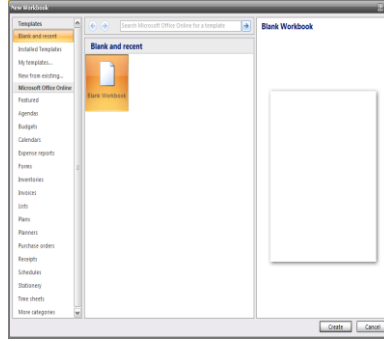 New Workbook
Templates
Blank and recent
Installed Templates
My templates...
New from existing...
Microsoft Office Online
Featured
Agendas
Budgets
Calendars
Expense reports
Forms
Inventories
Invoices
Lists
Plans
Planners
Purchase orders
Receipts
Schedules
Stationery
Time sheets
More categories
Search Microsoft Office Online for a template
Blank and recent
Blank Workbook
Blank Workbook
Create
Cancel